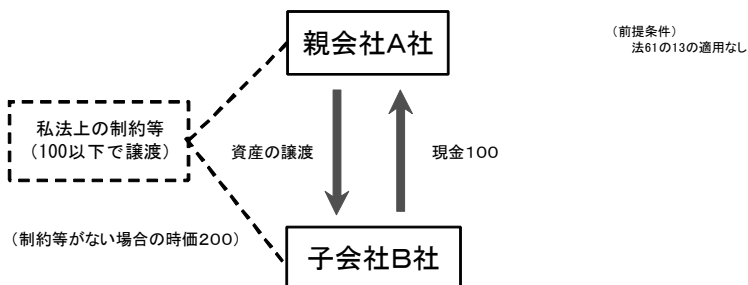 親会社A社
(前提条件)
法61の13の適用なし
私法上の制約等
(100以下で譲渡)
資産の譲渡
現金100
(制約等がない場合の時価200)
子会社B社